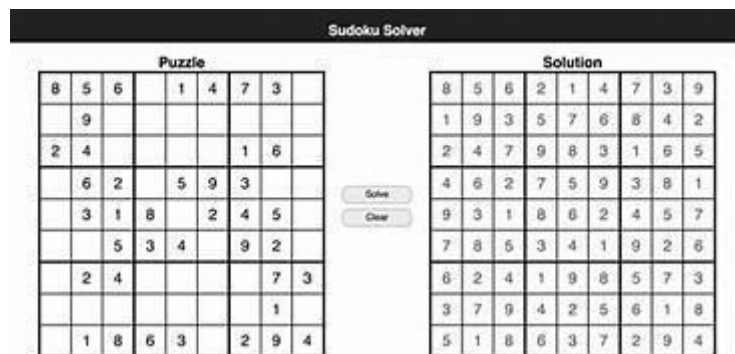 Sudoku Solver
Puzzle
8 5 6 1 4 7 3
9
2 4 1 6
6 2 5 9 3
3 1 8 2 4 5
5 3 4 9 2
2 4 7 3
1
1 8 6 3 2 9 4
Solve
Clear
Solution
8 5 6 2 1 4 7 3 9
1 9 3 5 7 6 8 4 2
2 4 7 9 8 3 1 6 5
4 6 2 7 5 9 3 8 1
9 3 1 8 6 2 4 5 7
7 8 5 3 4 1 9 2 6
6 2 4 1 9 8 5 7 3
3 7 9 4 2 5 6 1 8
5 1 8 6 3 7 2 9 4